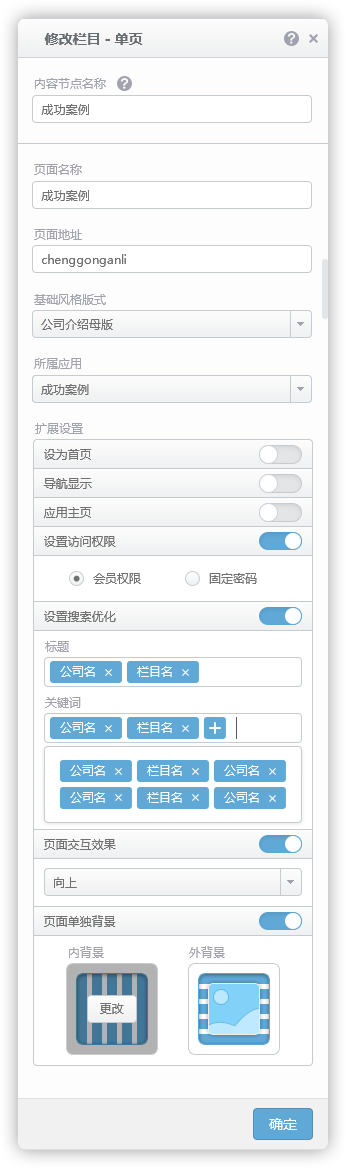 修改栏目 - 单页
内容节点名称
成功案例
页面名称
成功案例
页面地址
chenggonganli
基础风格版式
公司介绍母版
所属应用
成功案例
扩展设置
设为首页
导航显示
应用主页
设置访问权限
会员权限 固定密码
设置搜索优化
标题
公司名 × 栏目名 ×
关键词
公司名 × 栏目名 × +
公司名 × 栏目名 × 公司名 ×
公司名 × 栏目名 × 公司名 ×
页面交互效果
向上
页面单独背景
内背景 外背景
更改
确定